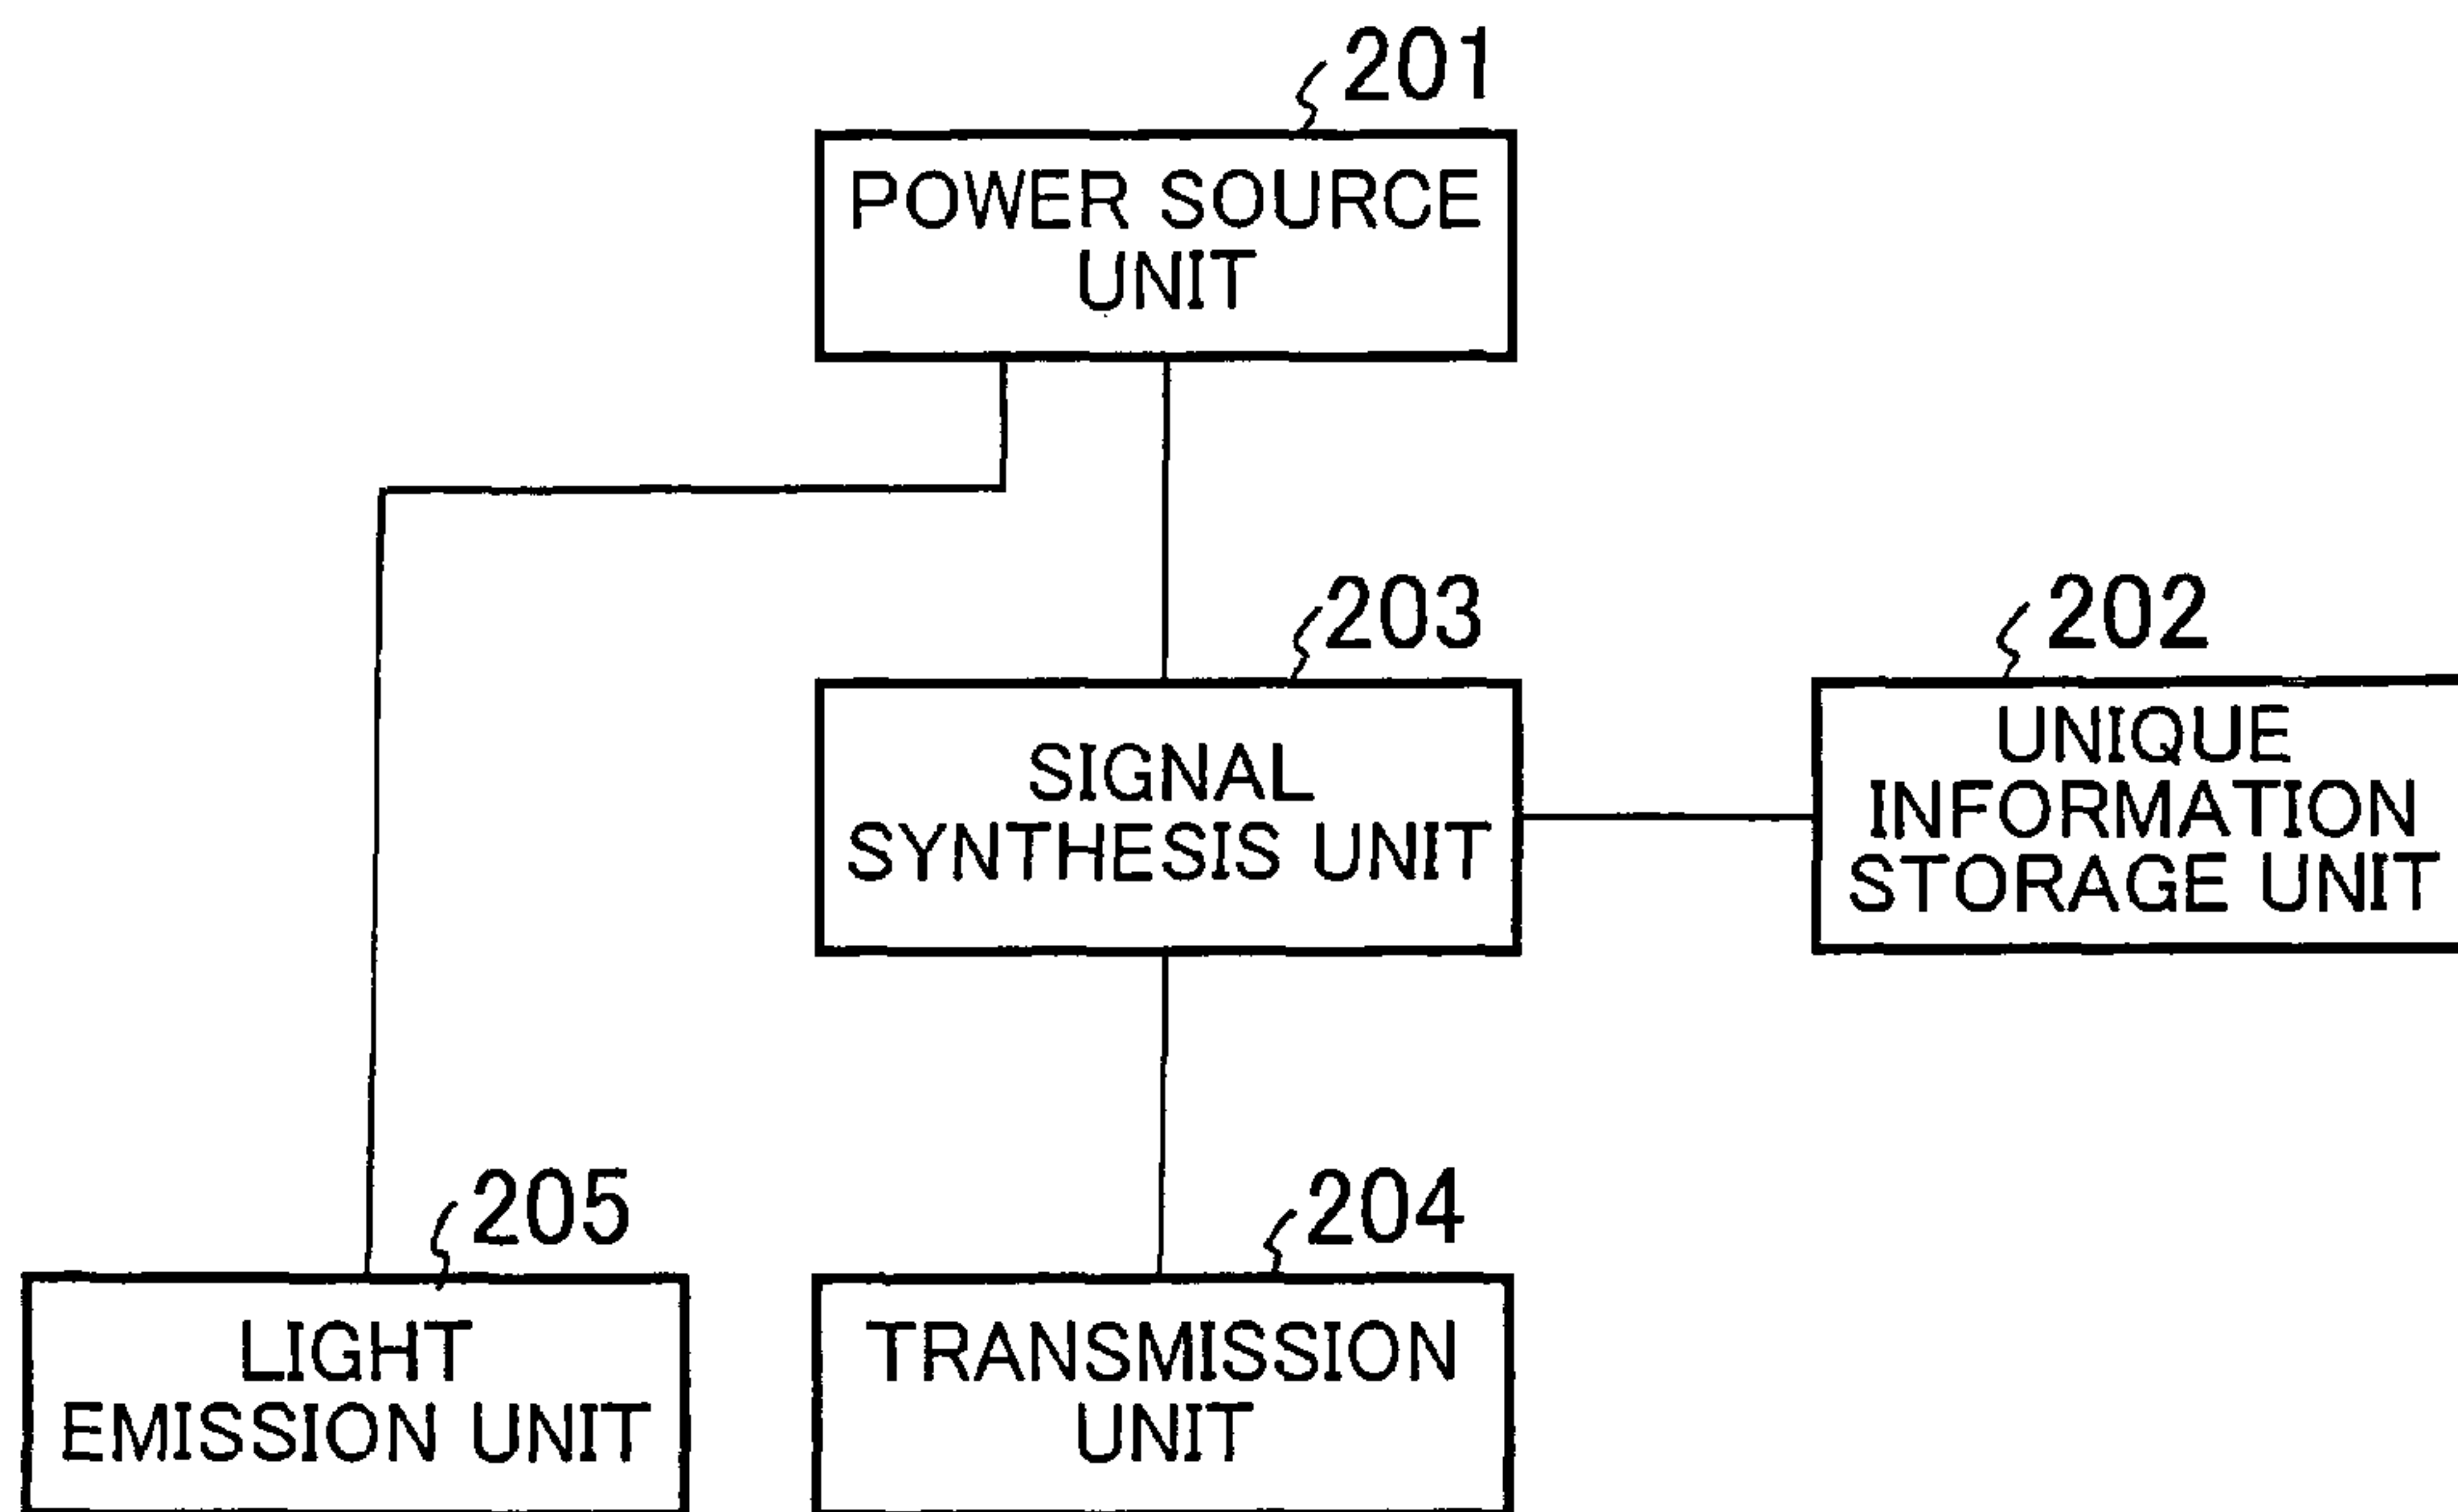 201
POWER SOURCE
UNIT
203
SIGNAL
SYNTHESIS UNIT
202
UNIQUE
INFORMATION
STORAGE UNIT
205
LIGHT
EMISSION UNIT
204
TRANSMISSION
UNIT